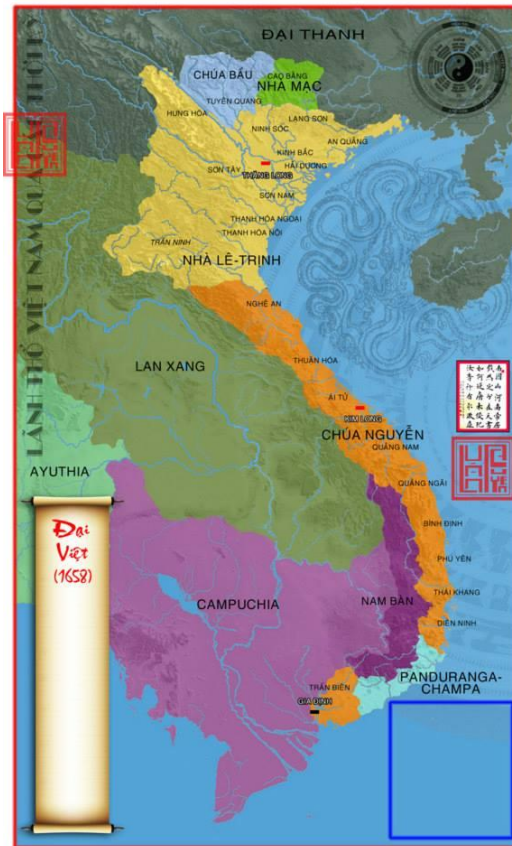 ĐẠI THANH
CHÚA BẦU
CAO BẰNG
NHÀ MẠC
TUYÊN QUANG
HƯNG HÓA
LẠNG SƠN
NINH SÓC
AN QUẢNG
KINH BẮC
HẢI DƯƠNG
SƠN TÂY
THĂNG LONG
SƠN NAM
THANH HÓA NGOẠI
THANH HÓA NỘI
TRẤN NINH
NHÀ LÊ-TRỊNH
NGHỆ AN
LAN XANG
THUẬN HÓA
ÁI TỬ
KIM LONG
CHÚA NGUYỄN
QUẢNG NAM
AYUTHIA
QUẢNG NGÃI
Đại
Việt
(1658)
BÌNH ĐỊNH
PHÚ YÊN
CAMPUCHIA
NAM BÀN
THÁI KHANG
DIÊN NINH
PANDURANGA-
CHAMPA
TRẤN BIÊN
GIA ĐỊNH
LÃNH THỔ VIỆT NAM QUA